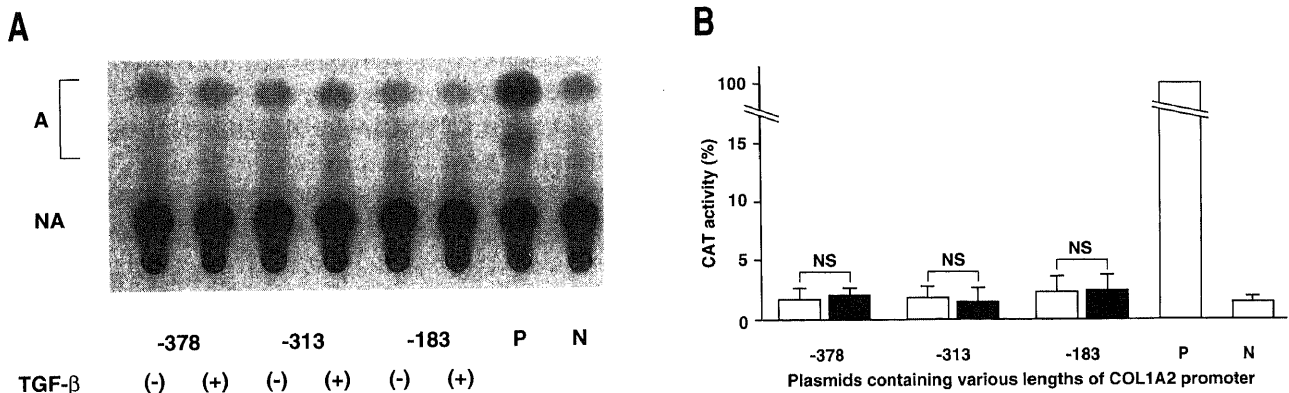 A
A
NA
-378 -313 -183 P N
TGF-β (-) (+) (-) (+) (-) (+)
B
CAT activity (%)
100
15
10
5
0
NS NS NS
-378 -313 -183 P N
Plasmids containing various lengths of COL1A2 promoter